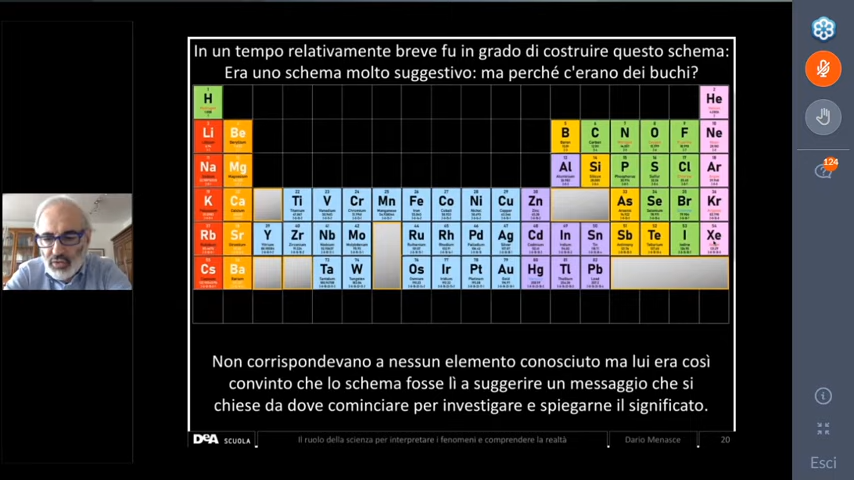 In un tempo relativamente breve fu in grado di costruire questo schema:
Era uno schema molto suggestivo: ma perché c'erano dei buchi?
H He
Li Be B C N O F Ne
Na Mg Al Si P S Cl Ar
K Ca Ti V Cr Mn Fe Co Ni Cu Zn As Se Br Kr
Rb Sr Y Zr Nb Mo Ru Rh Pd Ag Cd In Sn Sb Te I Xe
Cs Ba Ta W Os Ir Pt Au Hg Tl Pb
Non corrispondevano a nessun elemento conosciuto ma lui era così
convinto che lo schema fosse lì a suggerire un messaggio che si
chiese da dove cominciare per investigare e spiegarne il significato.
DeA SCUOLA Il ruolo della scienza per interpretare i fenomeni e comprendere la realtà Dario Menasce 20
124
Esci